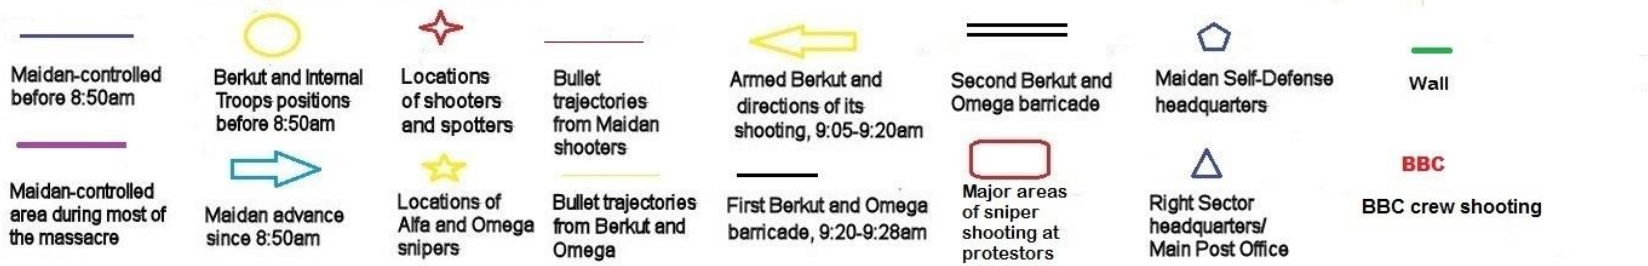 Maidan-controlled
before 8:50am
Berkut and Internal
Troops positions
before 8:50am
Locations
of shooters
and spotters
Bullet
trajectories
from Maidan
shooters
Armed Berkut and
directions of its
shooting, 9:05-9:20am
Second Berkut and
Omega barricade
Maidan Self-Defense
headquarters
Wall
Maidan-controlled
area during most of
the massacre
Maidan advance
since 8:50am
Locations of
Alfa and Omega
snipers
Bullet trajectories
from Berkut and
Omega
First Berkut and Omega
barricade, 9:20-9:28am
Major areas
of sniper
shooting at
protestors
Right Sector
headquarters/
Main Post Office
BBC
BBC crew shooting